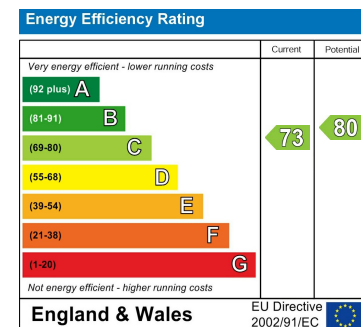 Energy Efficiency Rating
Current Potential
Very energy efficient - lower running costs
(92 plus) A
(81-91) B
(69-80) C
(55-68) D
(39-54) E
(21-38) F
(1-20) G
73
80
Not energy efficient - higher running costs
England & Wales
EU Directive
2002/91/EC